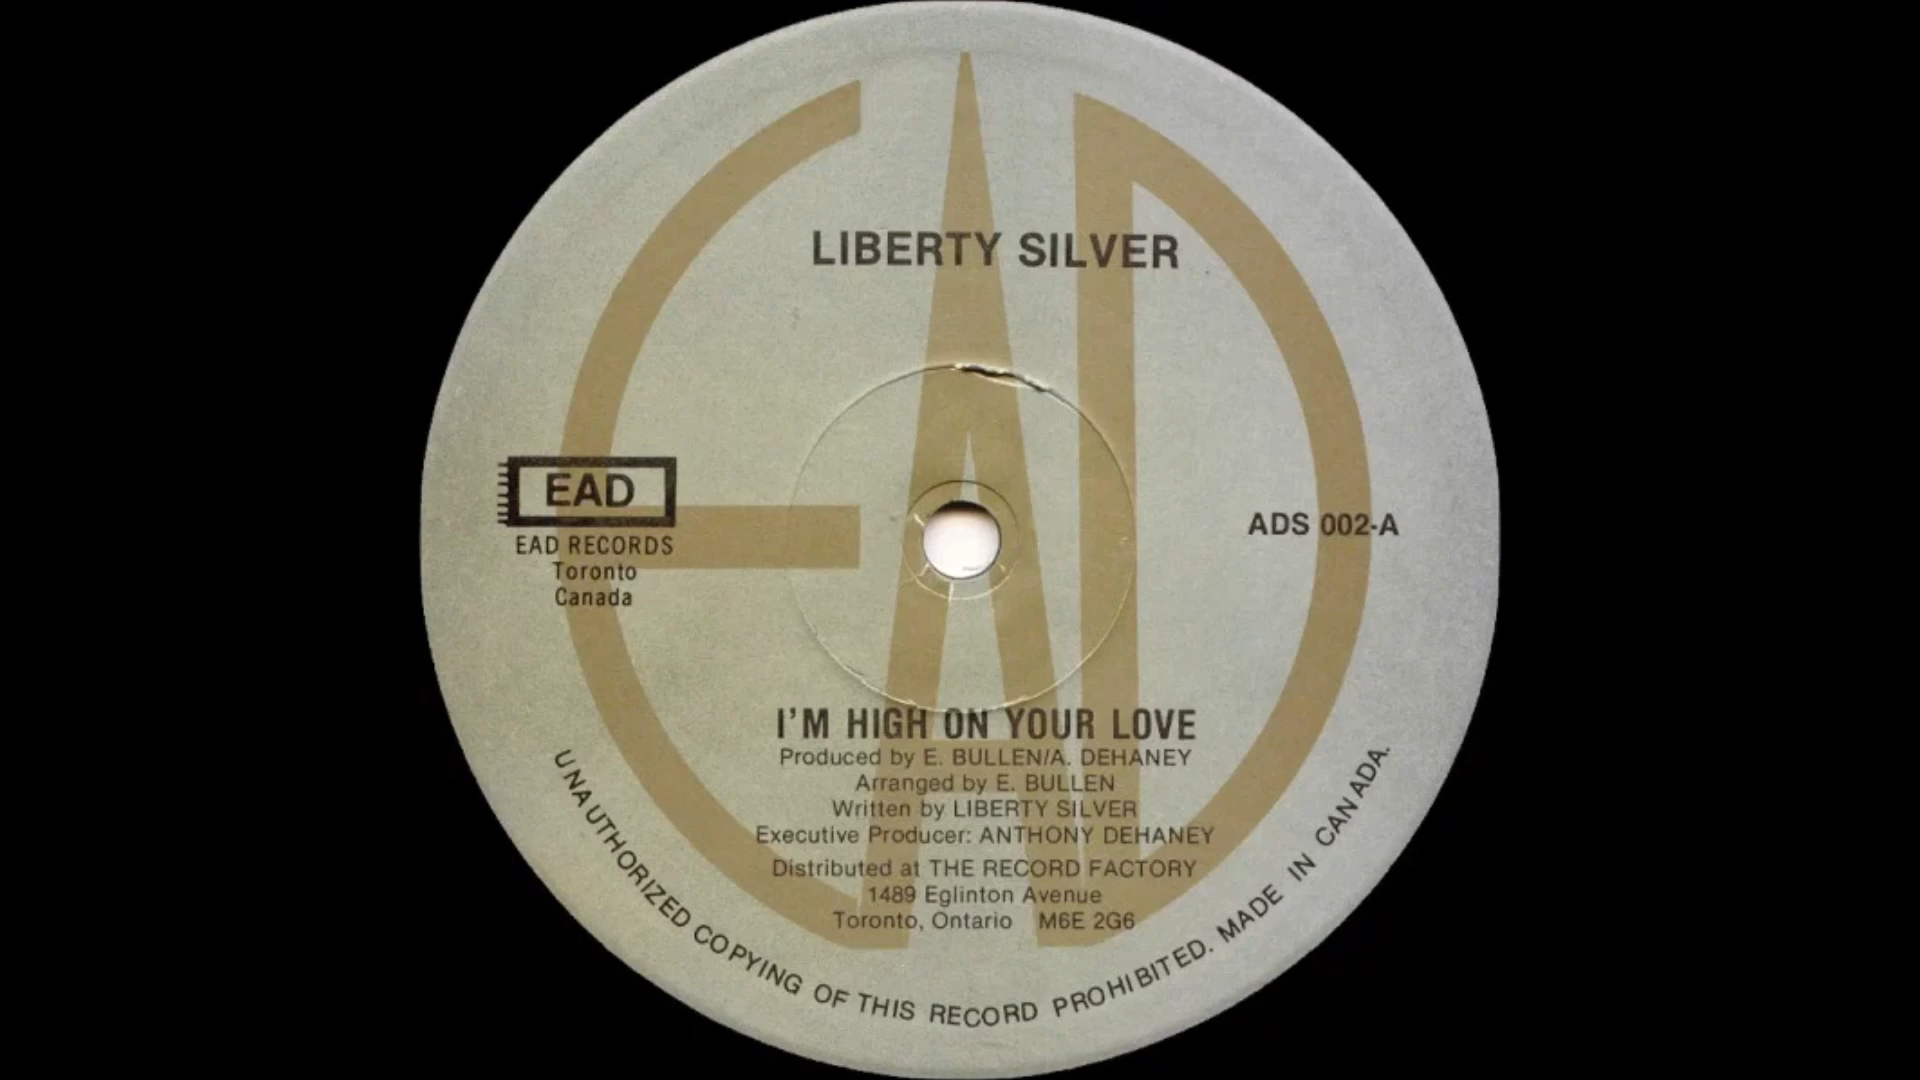 LIBERTY SILVER
EAD
EAD RECORDS
Toronto
Canada
ADS 002-A
I'M HIGH ON YOUR LOVE
Produced by E. BULLEN/A. DEHANEY
Arranged by E. BULLEN
Written by LIBERTY SILVER
Executive Producer: ANTHONY DEHANEY
Distributed at THE RECORD FACTORY
1489 Eglinton Avenue
Toronto, Ontario M6E 2G6
UNAUTHORIZED COPYING OF THIS RECORD PROHIBITED. MADE IN CANADA.
EAD